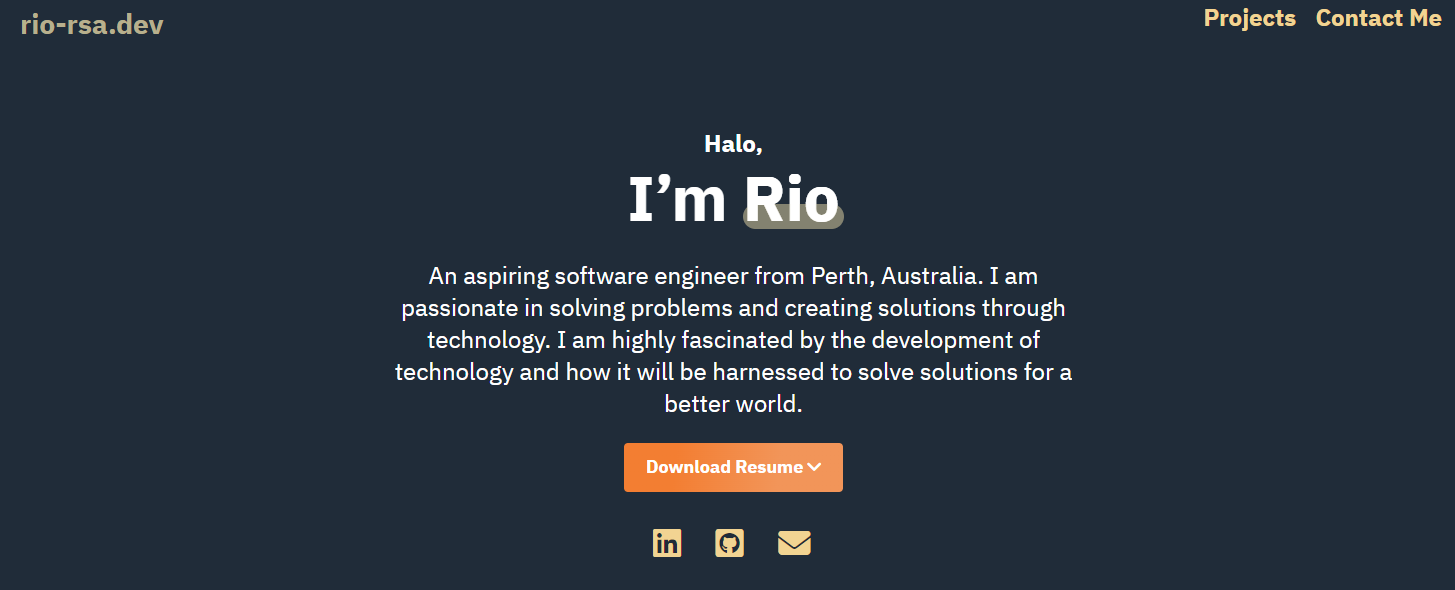 rio-rsa.dev
Projects Contact Me
Halo,
I’m Rio
An aspiring software engineer from Perth, Australia. I am
passionate in solving problems and creating solutions through
technology. I am highly fascinated by the development of
technology and how it will be harnessed to solve solutions for a
better world.
Download Resume
in